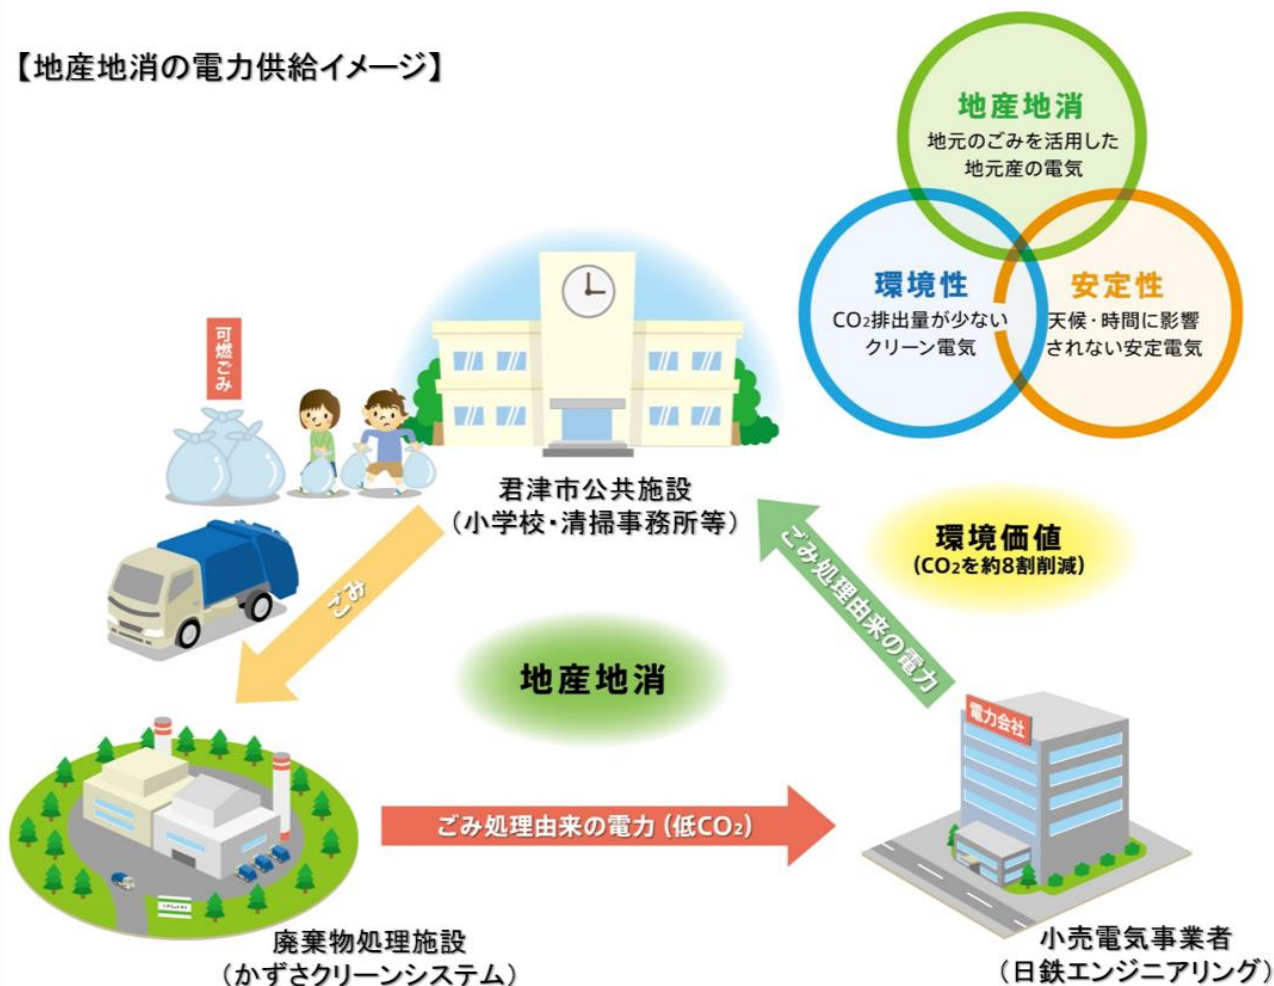 【地産地消の電力供給イメージ】
地産地消
地元のごみを活用した
地元産の電気
環境性
CO₂排出量が少ない
クリーン電気
安定性
天候・時間に影響
されない安定電気
可燃ごみ
君津市公共施設
（小学校・清掃事務所等）
環境価値
(CO₂を約8割削減)
ごみ
ごみ処理由来の電力
地産地消
電力会社
ごみ処理由来の電力（低CO₂）
廃棄物処理施設
（かずさクリーンシステム）
小売電気事業者
（日鉄エンジニアリング）